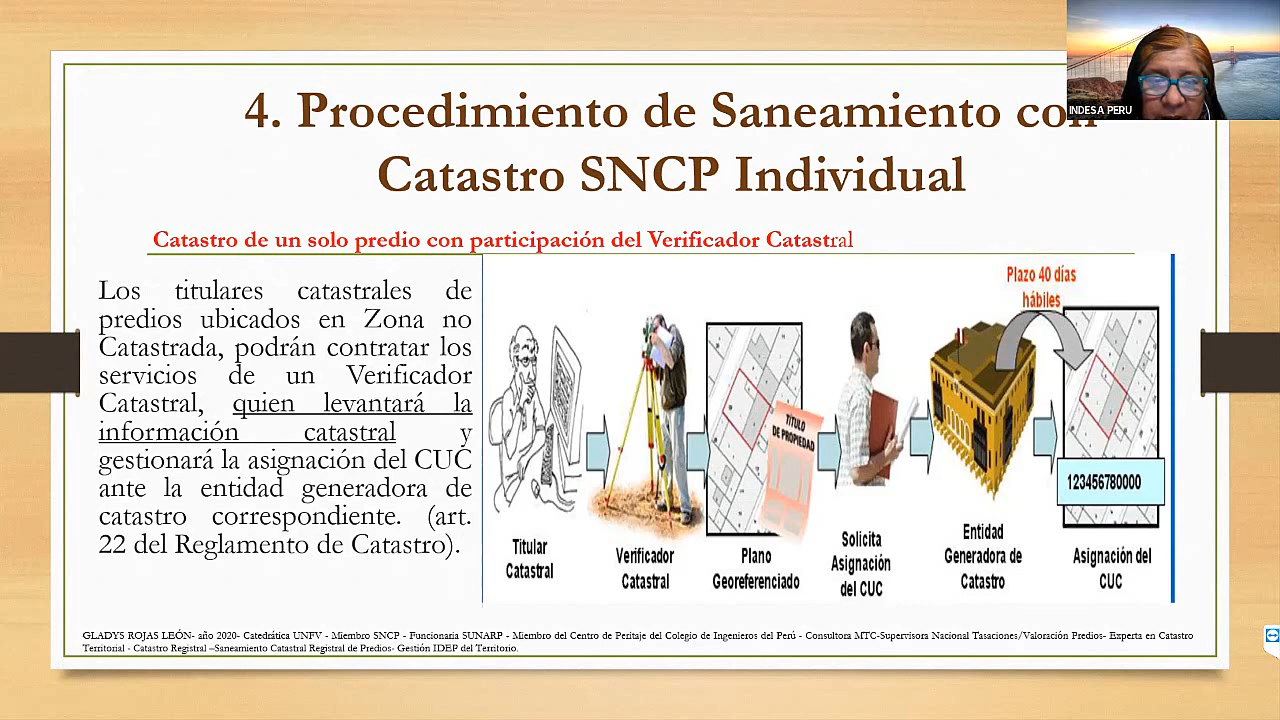 4. Procedimiento de Saneamiento con
Catastro SNCP Individual
INDESA PERU
Catastro de un solo predio con participación del Verificador Catastral
Los titulares catastrales de
predios ubicados en Zona no
Catastrada, podrán contratar los
servicios de un Verificador
Catastral, quien levantará la
información catastral y
gestionará la asignación del CUC
ante la entidad generadora de
catastro correspondiente. (art.
22 del Reglamento de Catastro).
Plazo 40 días
hábiles
TÍTULO
DE PROPIEDAD
123456780000
Titular
Catastral
Verificador
Catastral
Plano
Georeferenciado
Solicita
Asignación
del CUC
Entidad
Generadora de
Catastro
Asignación del
CUC
GLADYS ROJAS LEÓN- año 2020- Catedrática UNFV - Miembro SNCP - Funcionaria SUNARP - Miembro del Centro de Peritaje del Colegio de Ingenieros del Perú - Consultora MTC-Supervisora Nacional Tasaciones/Valoración Predios- Experta en Catastro
Territorial - Catastro Registral –Saneamiento Catastral Registral de Predios- Gestión IDEP del Territorio.